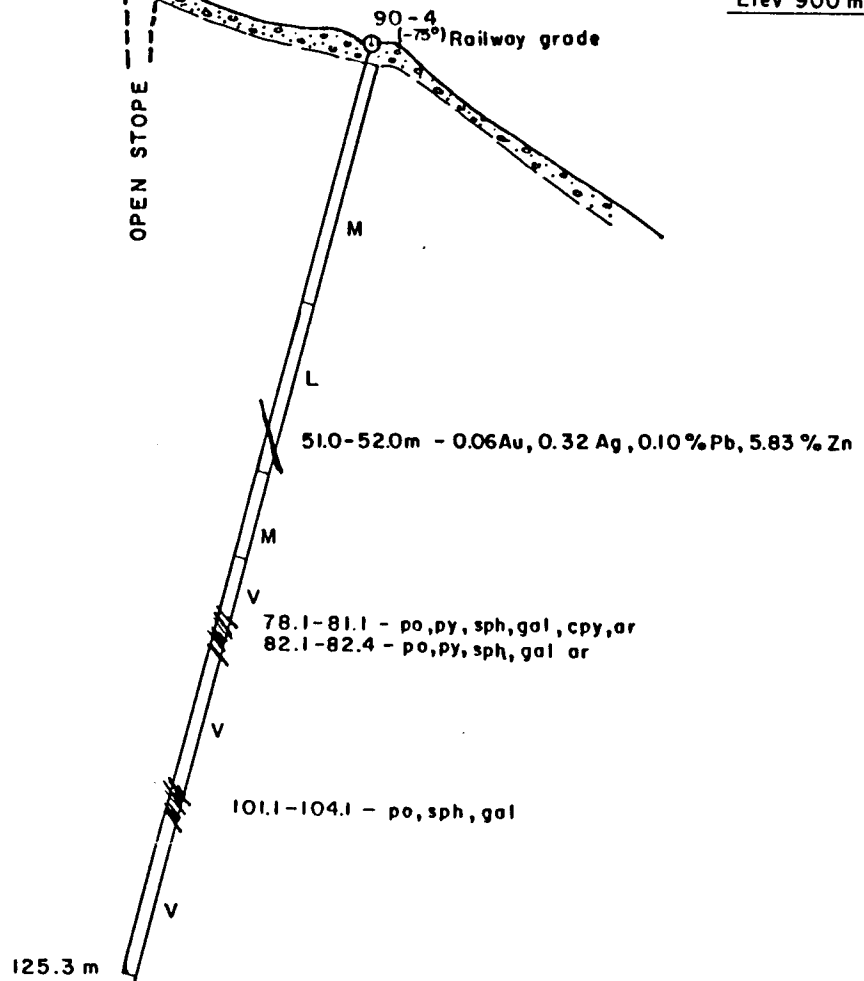 90-4
Elev 900 m
(-75°) Railway grade
OPEN STOPE
M
L
51.0-52.0m - 0.06Au, 0.32 Ag, 0.10 % Pb, 5.83 % Zn
M
V
78.1-81.1 - po, py, sph, gal, cpy, ar
82.1-82.4 - po, py, sph, gal ar
V
101.1-104.1 - po, sph, gal
V
125.3 m